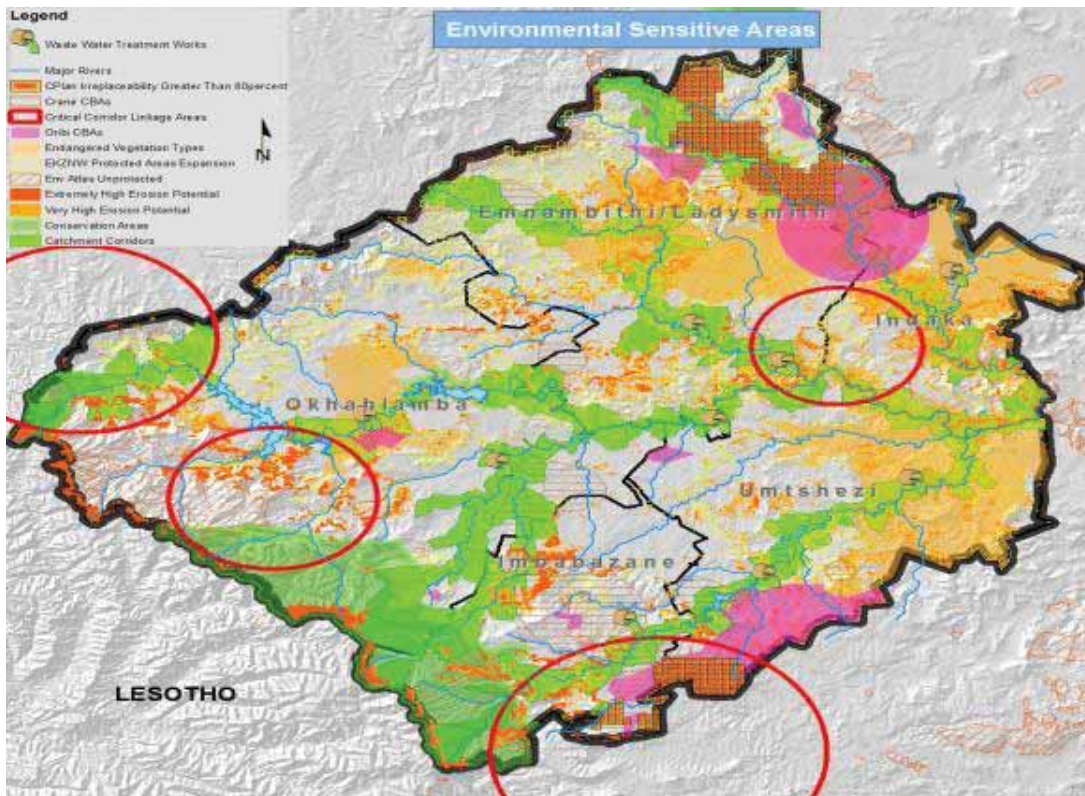 Legend
Environmental Sensitive Areas
Waste Water Treatment Works
Major Rivers
CPlan Irreplaceability Greater Than 80percent
Crane CBAs
Critical Corridor Linkage Areas
Oribi CBAs
Endangered Vegetation Types
EKZNW Protected Areas Expansion
Env Atlas Unprotected
Extremely High Erosion Potential
Very High Erosion Potential
Conservation Areas
Catchment Corridors
N
Emnambithi/Ladysmith
Indaka
Okhahlamba
Umtshezi
Imbabazane
LESOTHO